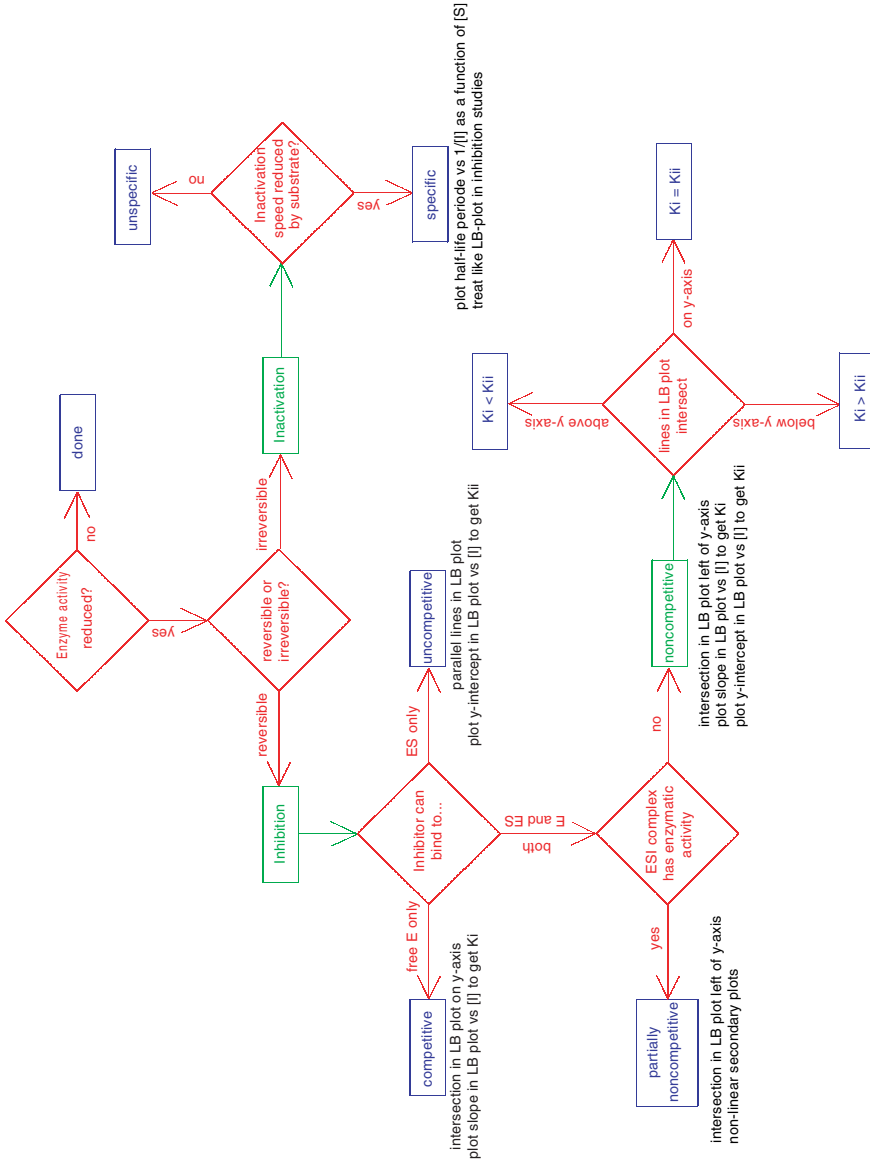 Enzyme activity
reduced?
no
done
yes
reversible or
irreversible?
reversible
irreversible
Inhibition
Inactivation
Inactivation
speed reduced
by substrate?
no
unspecific
yes
specific
plot half-life periode vs 1/[I] as a function of [S]
treat like LB-plot in inhibition studies
Inhibitor can
bind to...
free E only
competitive
intersection in LB plot on y-axis
plot slope in LB plot vs [I] to get Ki
ES only
uncompetitive
parallel lines in LB plot
plot y-intercept in LB plot vs [I] to get Kii
both
E and ES
ESI complex
has enzymatic
activity
yes
partially
noncompetitive
intersection in LB plot left of y-axis
non-linear secondary plots
no
noncompetitive
intersection in LB plot left of y-axis
plot slope in LB plot vs [I] to get Ki
plot y-intercept in LB plot vs [I] to get Kii
lines in LB plot
intersect
above y-axis
Ki < Kii
on y-axis
Ki = Kii
below y-axis
Ki > Kii